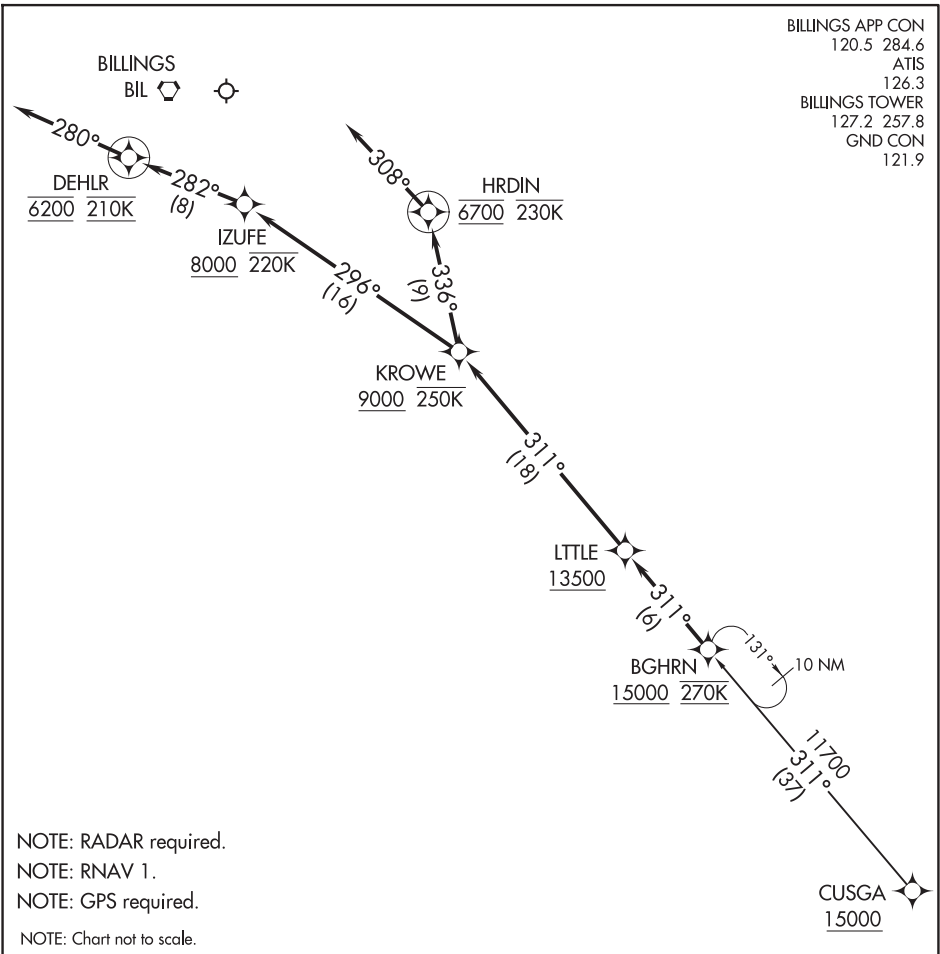 BILLINGS APP CON
120.5 284.6
ATIS
126.3
BILLINGS TOWER
127.2 257.8
GND CON
121.9
BILLINGS
BIL
280°
DEHLR
6200 210K
282°
(8)
IZUFE
8000 220K
308°
HRDIN
6700 230K
296°
(16)
336°
(9)
KROWE
9000 250K
311°
(18)
LTTLE
13500
311°
(6)
BGHRN
15000 270K
131°
10 NM
11700
311°
(37)
CUSGA
15000
NOTE: RADAR required.
NOTE: RNAV 1.
NOTE: GPS required.
NOTE: Chart not to scale.